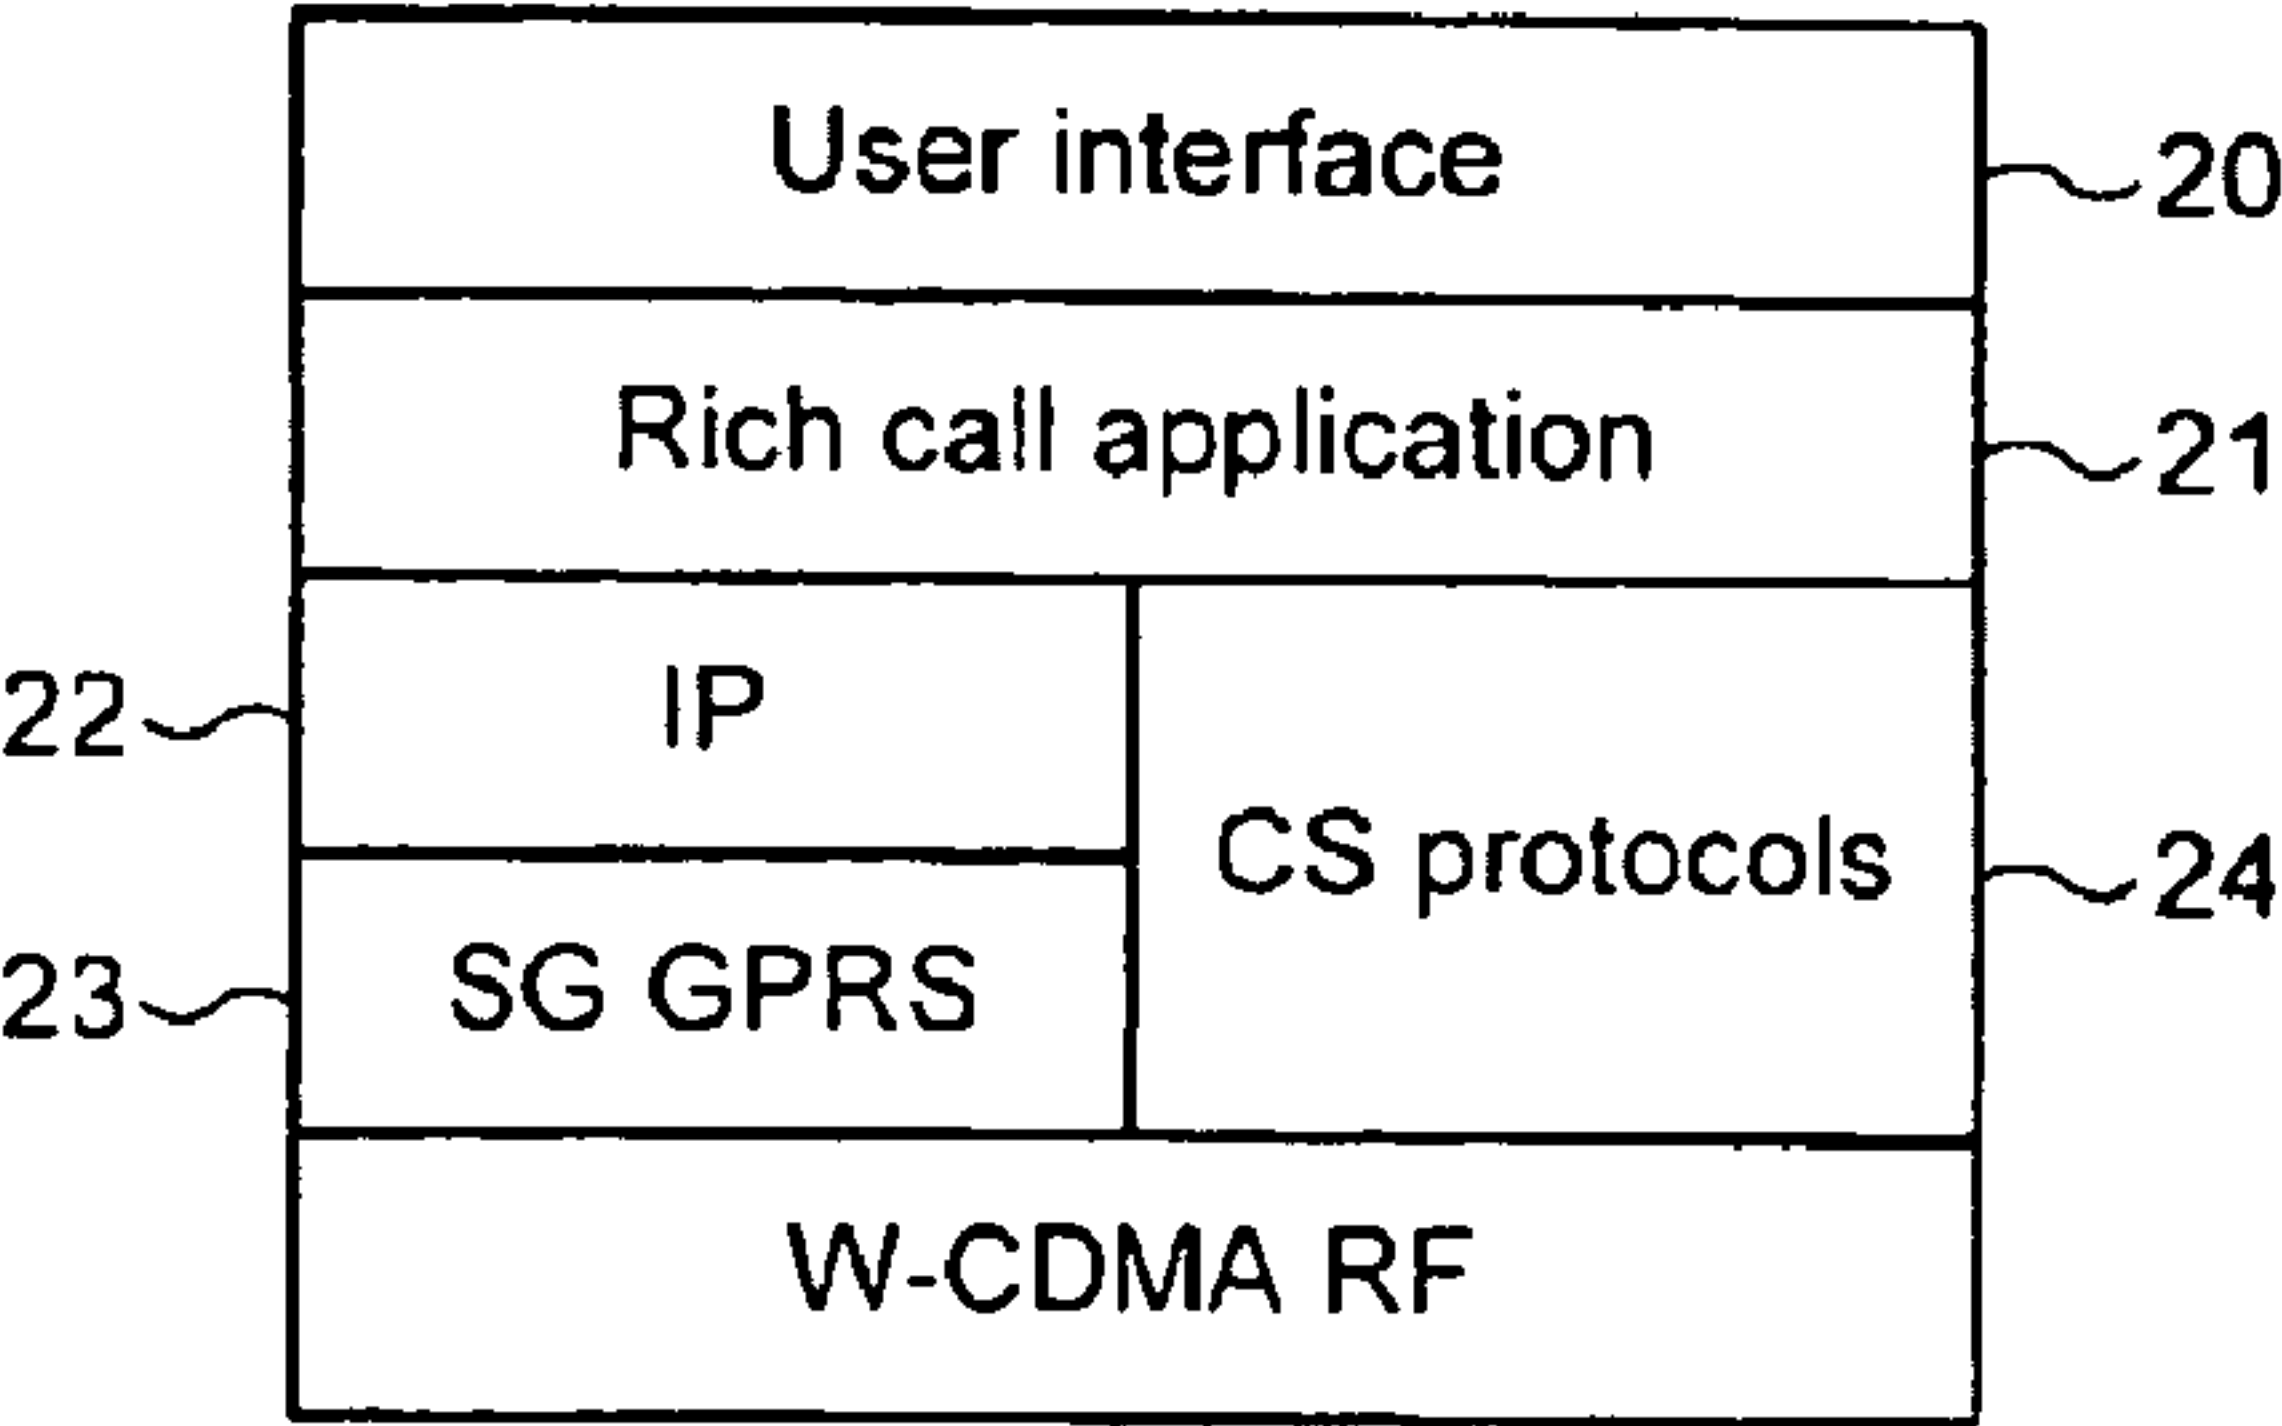 User interface
20
Rich call application
21
22
IP
CS protocols
24
23
SG GPRS
W-CDMA RF